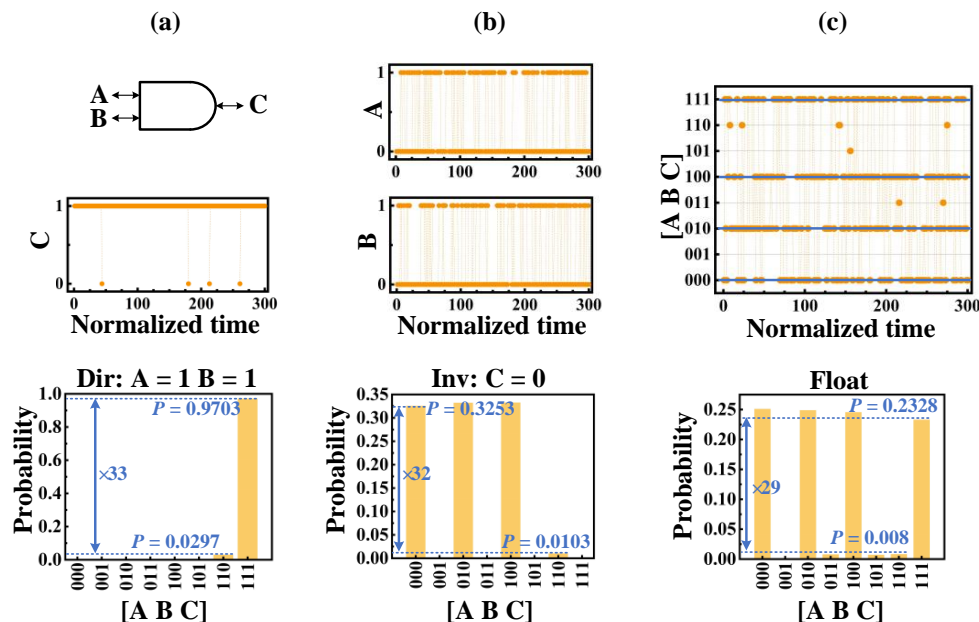 (a)
(b)
(c)
A
B
C
C
1
0
0 100 200 300
Normalized time
A
1
0
0 100 200 300
B
1
0
0 100 200 300
Normalized time
[A B C]
111
110
101
100
011
010
001
000
0 100 200 300
Normalized time
Dir: A = 1 B = 1
Probability
1.0
0.8
0.6
0.4
0.2
0.0
P = 0.9703
×33
P = 0.0297
000 001 010 011 100 101 110 111
[A B C]
Inv: C = 0
Probability
0.35
0.30
0.25
0.20
0.15
0.10
0.05
0.00
P = 0.3253
×32
P = 0.0103
000 001 010 011 100 101 110 111
[A B C]
Float
Probability
0.25
0.20
0.15
0.10
0.05
0.00
P = 0.2328
×29
P = 0.008
000 001 010 011 100 101 110 111
[A B C]